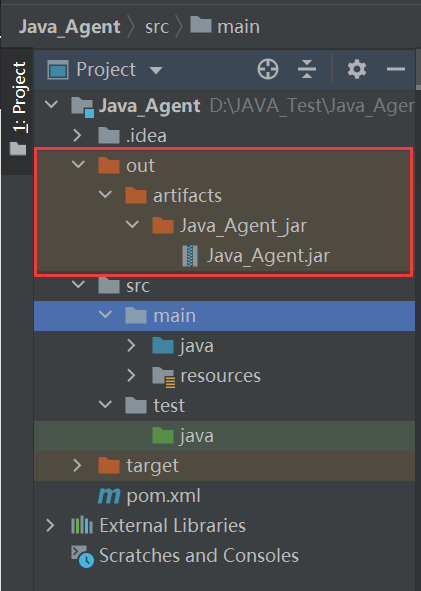 Java_Agent src main
1: Project
Project
Java_Agent D:\JAVA_Test\Java_Agen
.idea
out
artifacts
Java_Agent_jar
Java_Agent.jar
src
main
java
resources
test
java
target
pom.xml
External Libraries
Scratches and Consoles